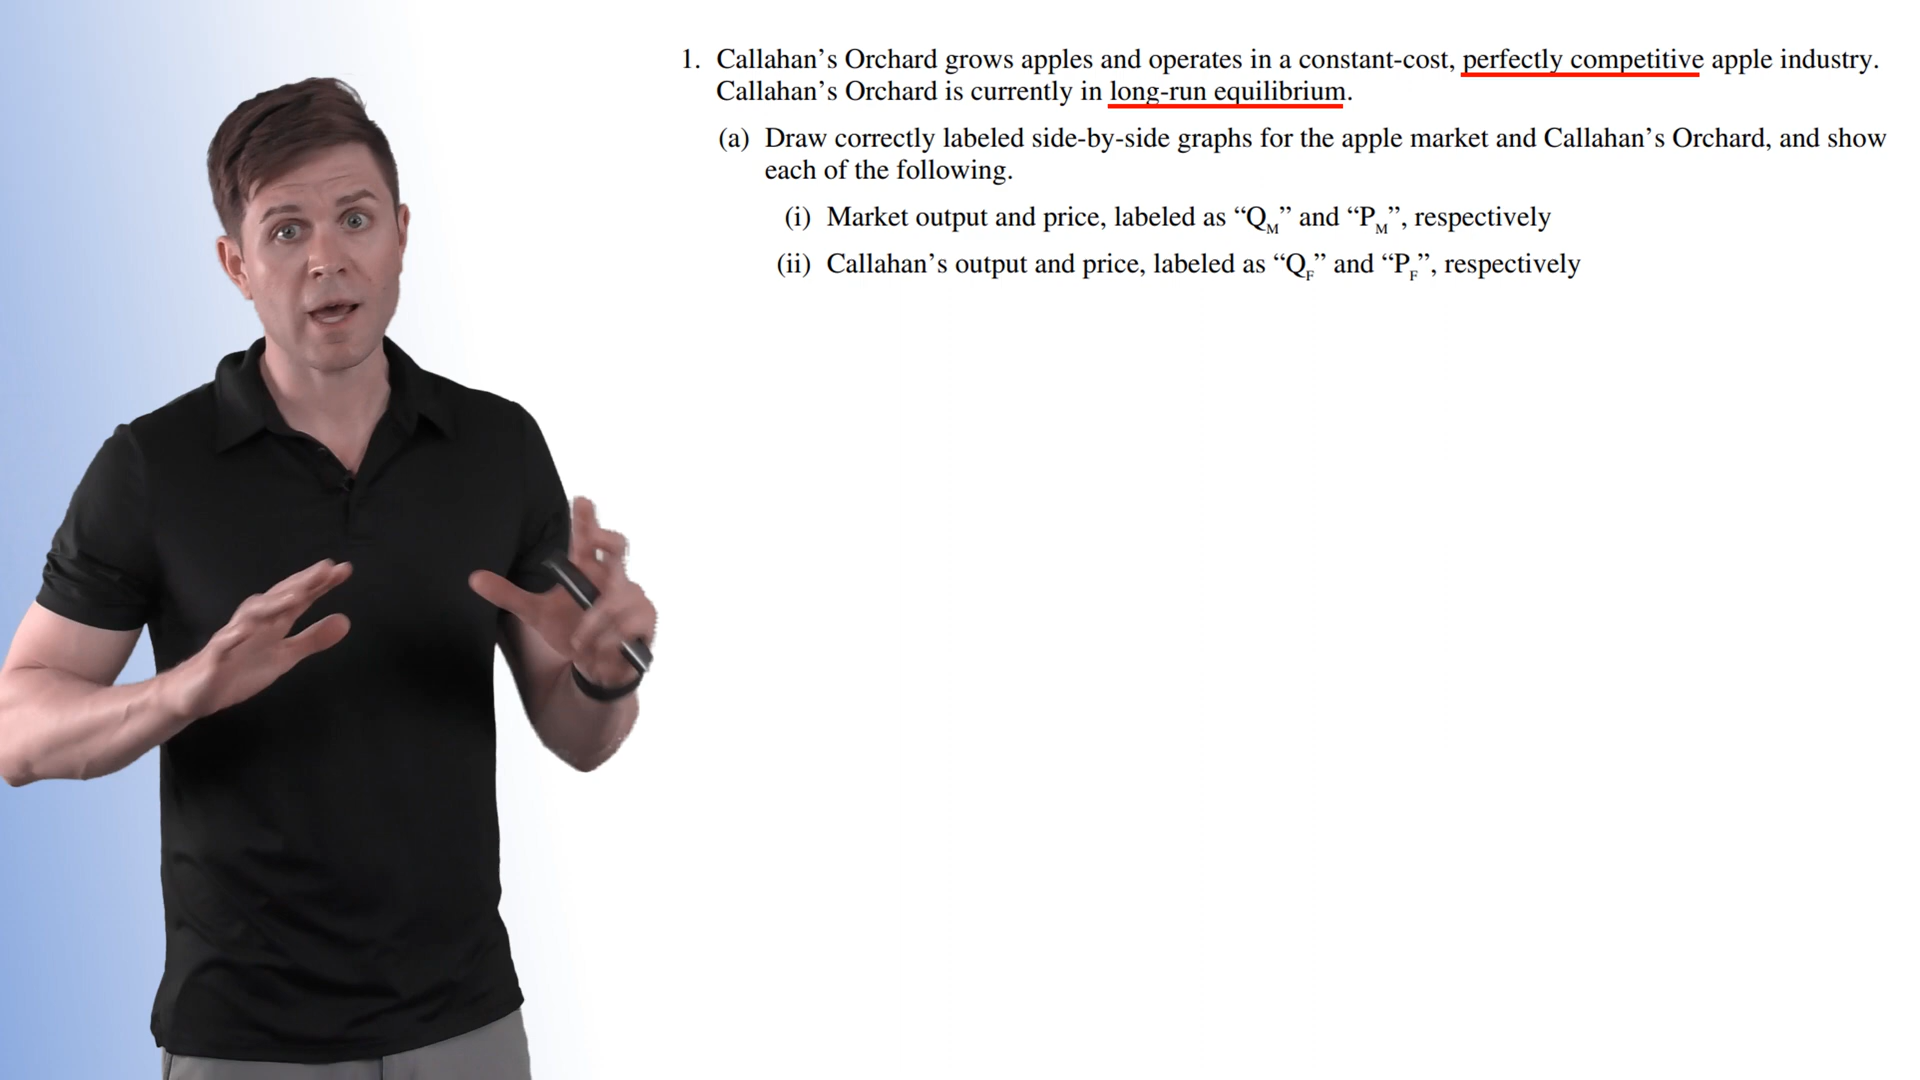 1. Callahan’s Orchard grows apples and operates in a constant-cost, perfectly competitive apple industry.
Callahan’s Orchard is currently in long-run equilibrium.
(a) Draw correctly labeled side-by-side graphs for the apple market and Callahan’s Orchard, and show
each of the following.
(i) Market output and price, labeled as “QM” and “PM”, respectively
(ii) Callahan’s output and price, labeled as “QF” and “PF”, respectively